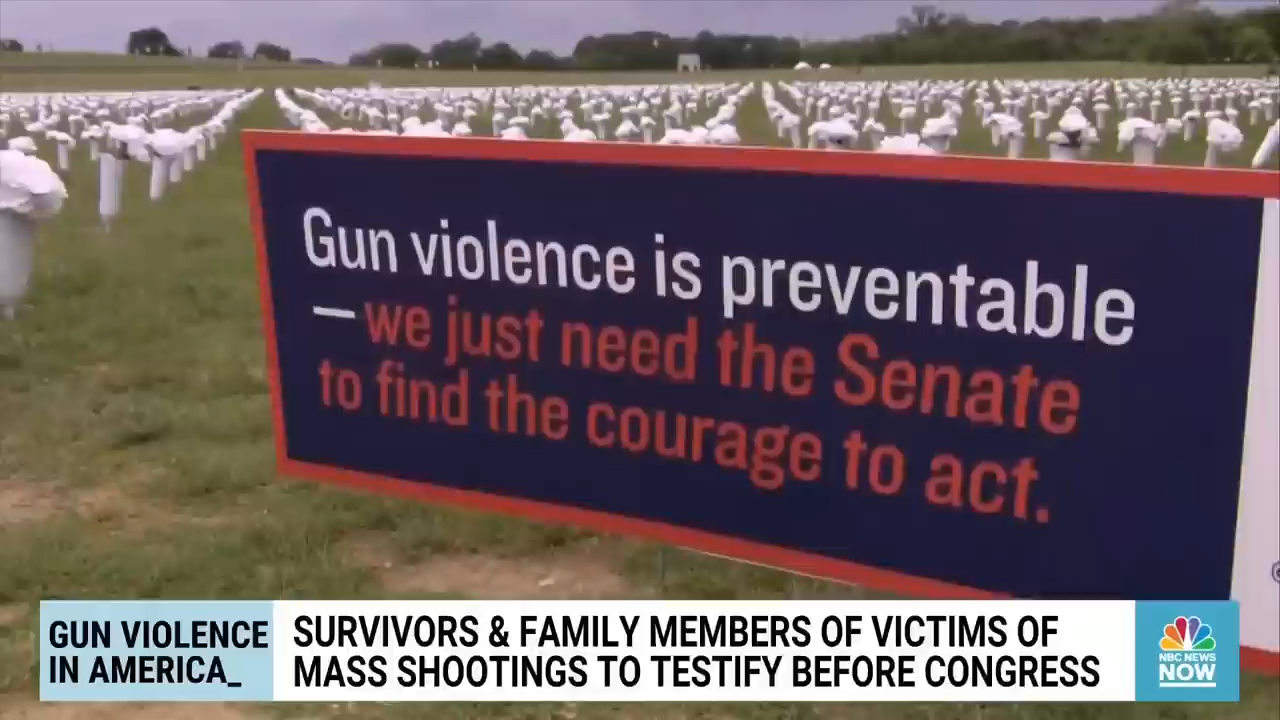 Gun violence is preventable
—we just need the Senate
to find the courage to act.
GUN VIOLENCE
IN AMERICA_
SURVIVORS & FAMILY MEMBERS OF VICTIMS OF
MASS SHOOTINGS TO TESTIFY BEFORE CONGRESS
NBC NEWS
NOW